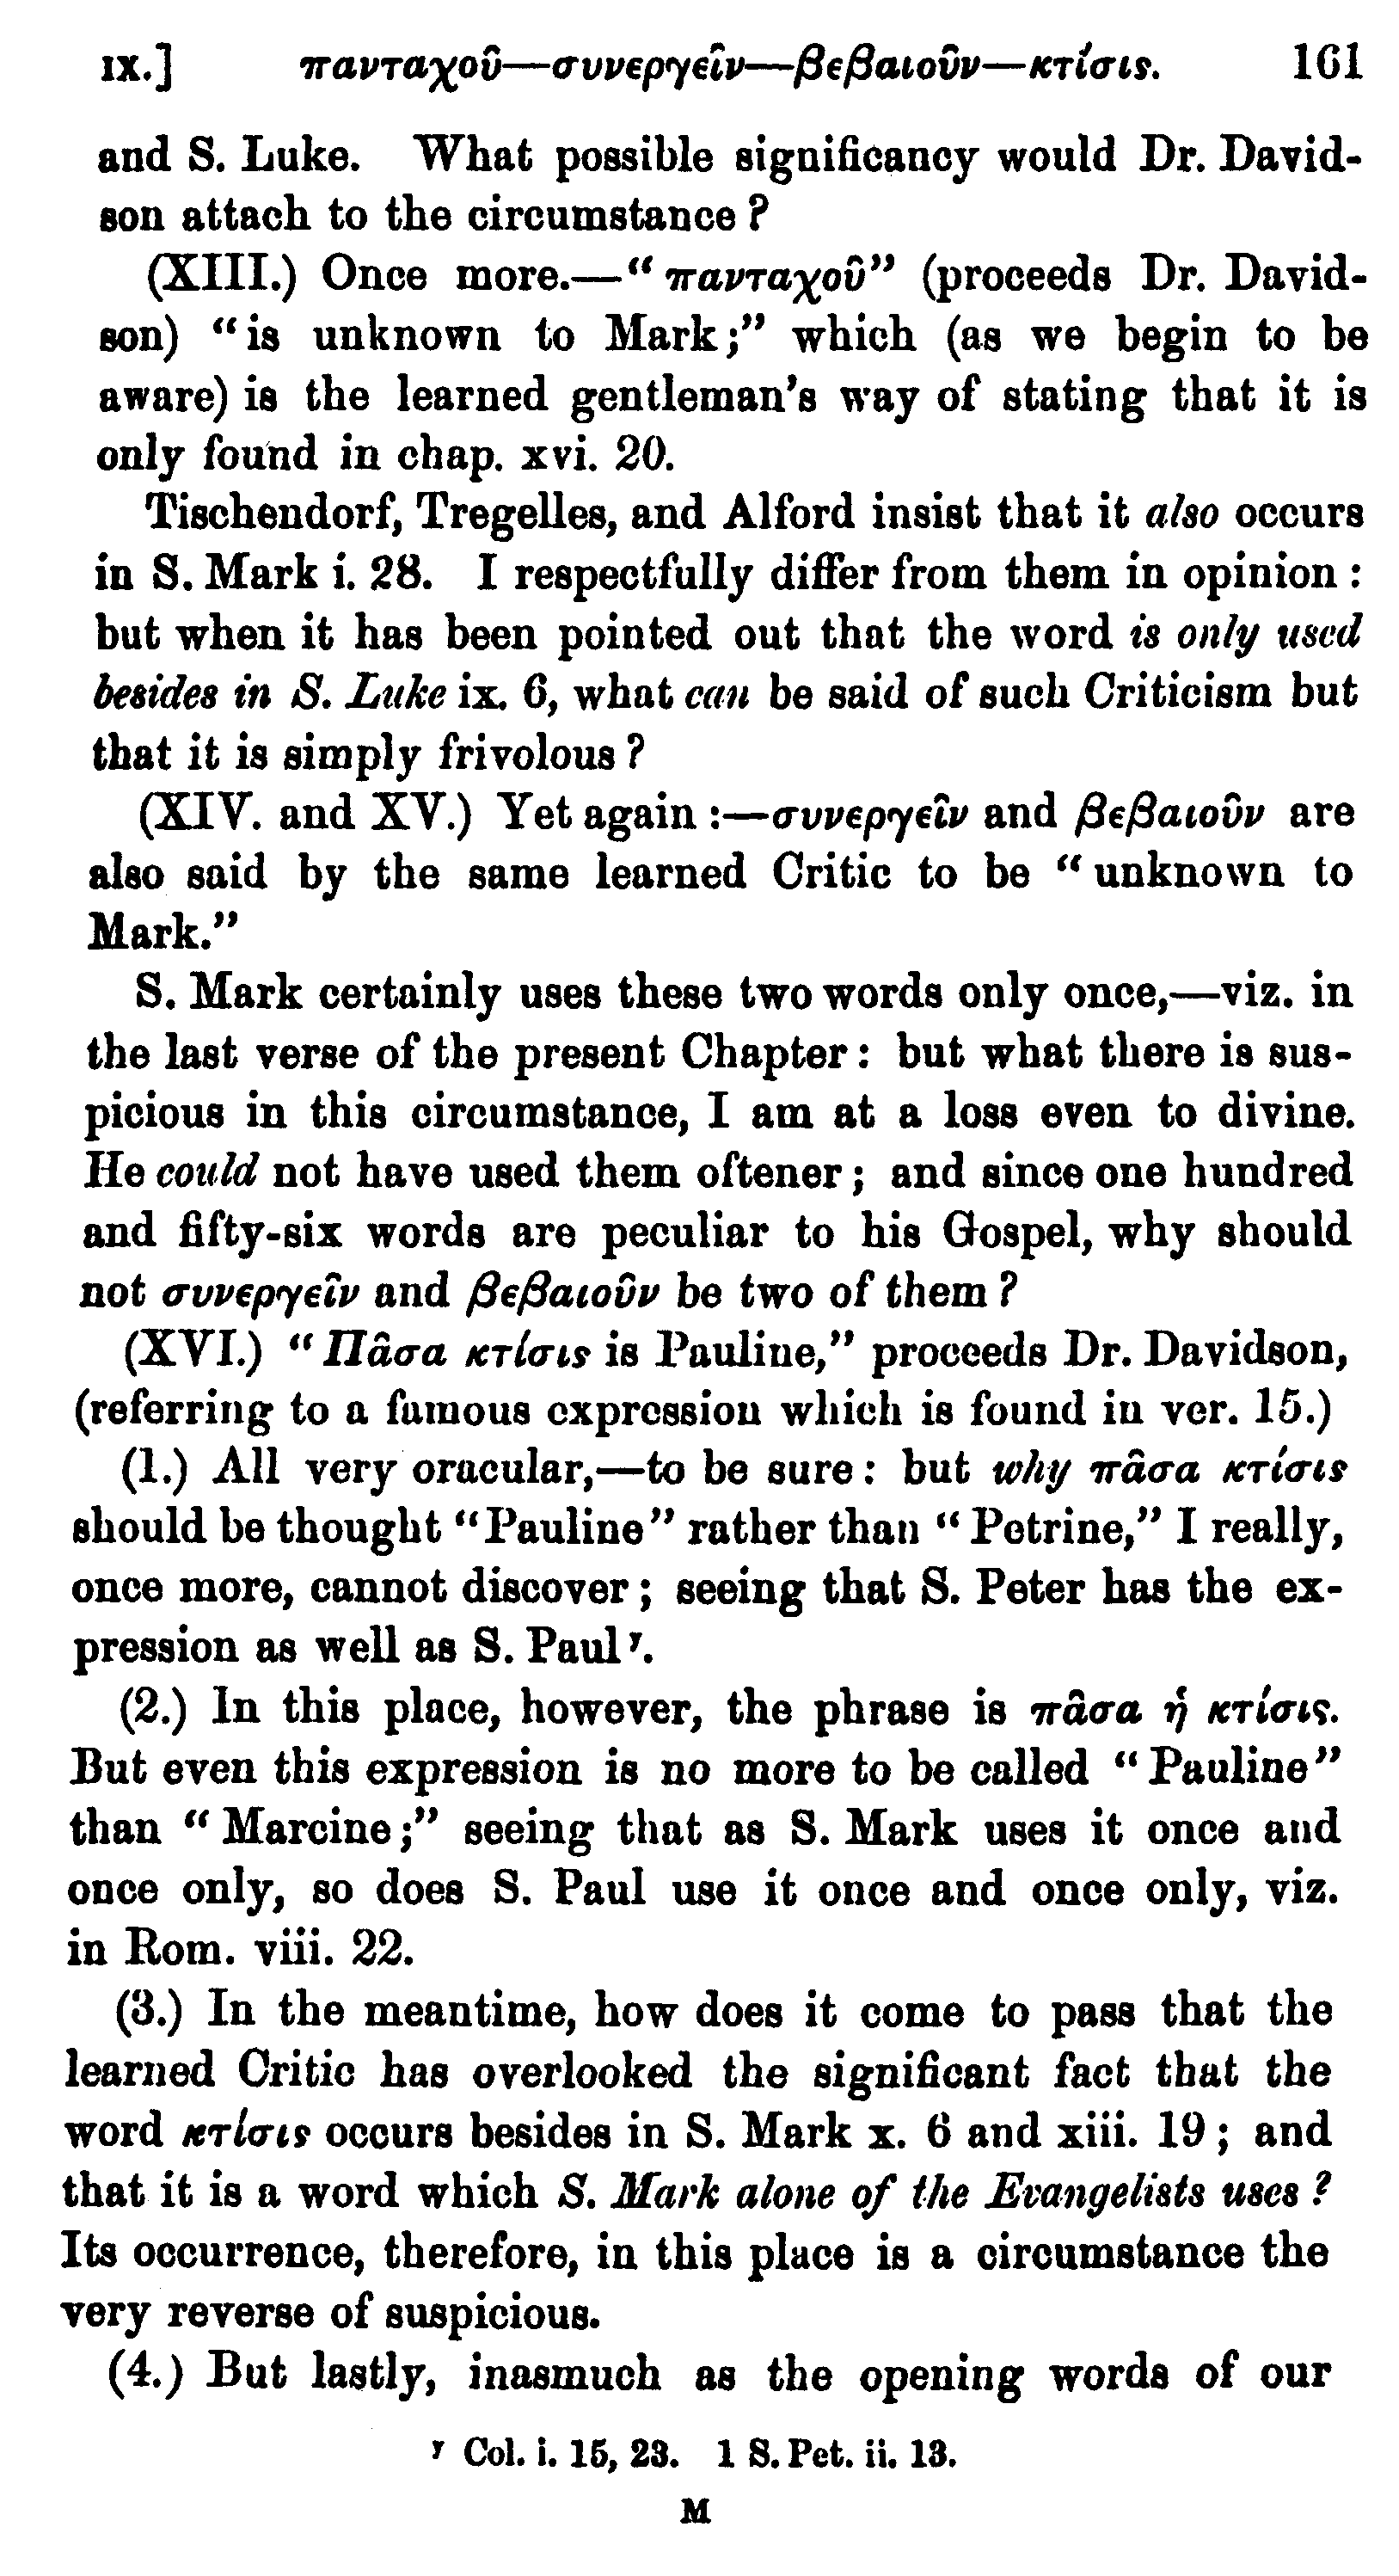 IX.] πανταχοῦ—συνεργεῖν—βεβαιοῦν—κτίσις. 161
and S. Luke. What possible significancy would Dr. David-
son attach to the circumstance?
(XIII.) Once more.—“πανταχοῦ” (proceeds Dr. David-
son) “is unknown to Mark;” which (as we begin to be
aware) is the learned gentleman's way of stating that it is
only found in chap. xvi. 20.
Tischendorf, Tregelles, and Alford insist that it also occurs
in S. Mark i. 28. I respectfully differ from them in opinion:
but when it has been pointed out that the word is only used
besides in S. Luke ix. 6, what can be said of such Criticism but
that it is simply frivolous?
(XIV. and XV.) Yet again:—συνεργεῖν and βεβαιοῦν are
also said by the same learned Critic to be “unknown to
Mark.”
S. Mark certainly uses these two words only once,—viz. in
the last verse of the present Chapter: but what there is sus-
picious in this circumstance, I am at a loss even to divine.
He could not have used them oftener; and since one hundred
and fifty-six words are peculiar to his Gospel, why should
not συνεργεῖν and βεβαιοῦν be two of them?
(XVI.) “Πᾶσα κτίσις is Pauline,” proceeds Dr. Davidson,
(referring to a famous expression which is found in ver. 15.)
(1.) All very oracular,—to be sure: but why πᾶσα κτίσις
should be thought “Pauline” rather than “Petrine,” I really,
once more, cannot discover; seeing that S. Peter has the ex-
pression as well as S. Paul y.
(2.) In this place, however, the phrase is πᾶσα ἡ κτίσις.
But even this expression is no more to be called “Pauline”
than “Marcine;” seeing that as S. Mark uses it once and
once only, so does S. Paul use it once and once only, viz.
in Rom. viii. 22.
(3.) In the meantime, how does it come to pass that the
learned Critic has overlooked the significant fact that the
word κτίσις occurs besides in S. Mark x. 6 and xiii. 19; and
that it is a word which S. Mark alone of the Evangelists uses?
Its occurrence, therefore, in this place is a circumstance the
very reverse of suspicious.
(4.) But lastly, inasmuch as the opening words of our
y Col. i. 15, 23. 1 S. Pet. ii. 13.
M